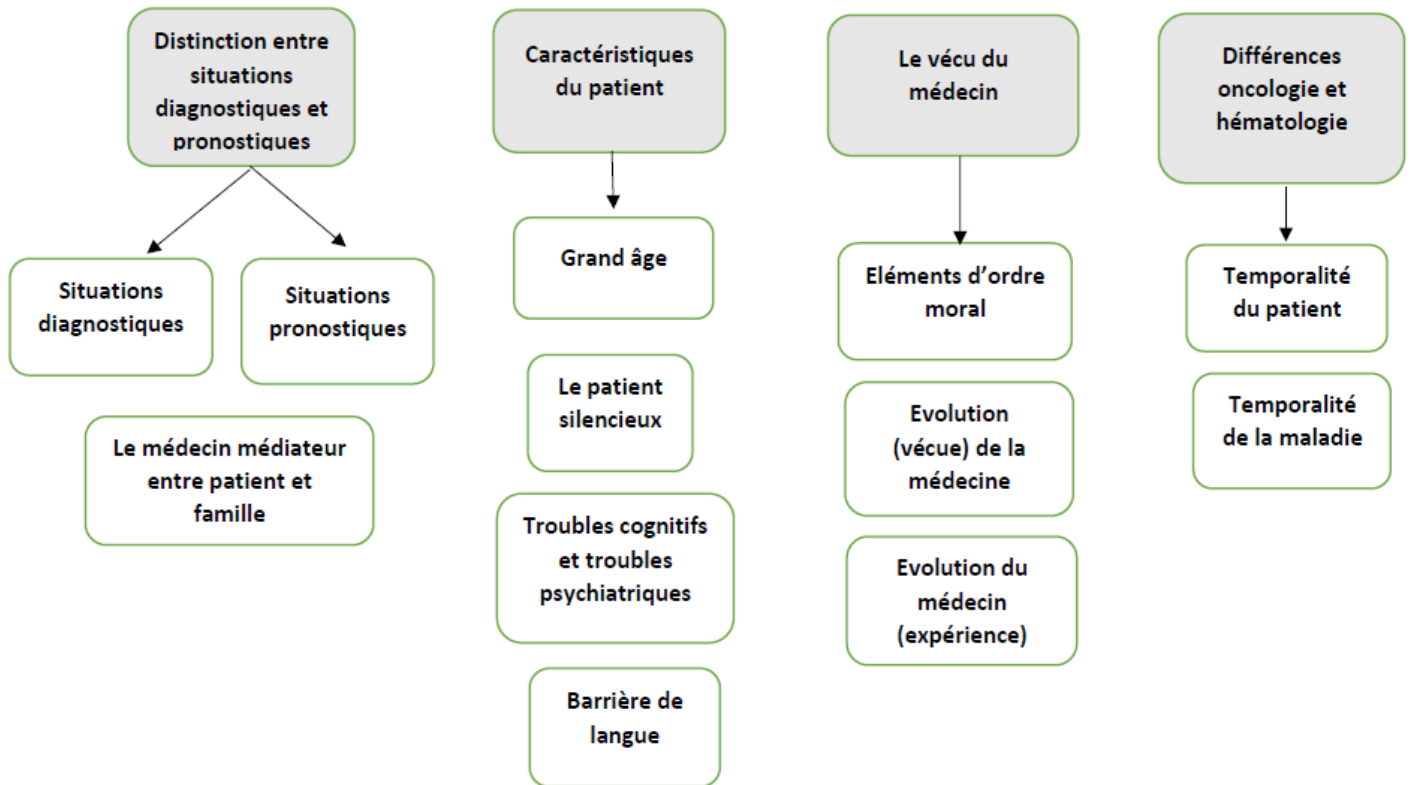 Distinction entre
situations
diagnostiques et
pronostiques
Caractéristiques
du patient
Le vécu du
médecin
Différences
oncologie et
hématologie
Situations
diagnostiques
Situations
pronostiques
Le médecin médiateur
entre patient et
famille
Grand âge
Le patient
silencieux
Troubles cognitifs
et troubles
psychiatriques
Barrière de
langue
Eléments d’ordre
moral
Evolution
(vécue) de la
médecine
Evolution du
médecin
(expérience)
Temporalité
du patient
Temporalité
de la maladie